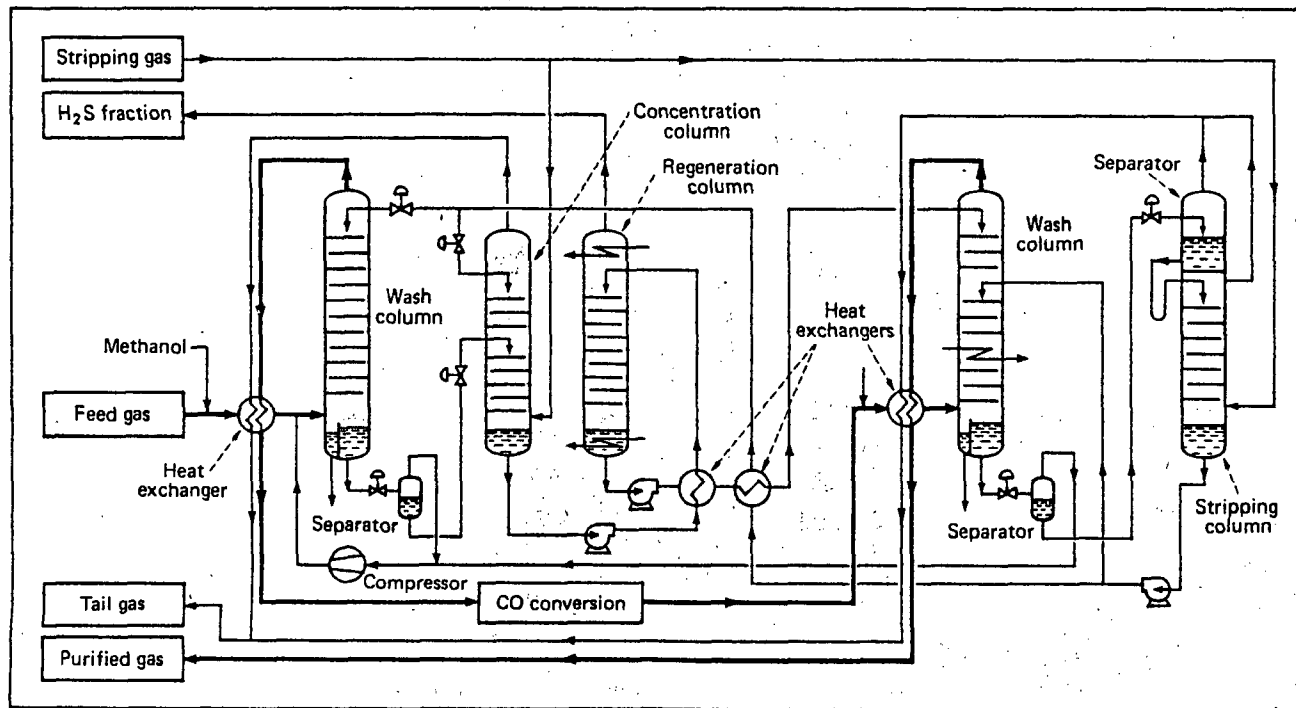 Stripping gas
H₂S fraction
Concentration
column
Regeneration
column
Separator
Wash
column
Wash
column
Heat
exchangers
Methanol
Feed gas
Heat
exchanger
Separator
Separator
Stripping
column
Compressor
Tail gas
CO conversion
Purified gas